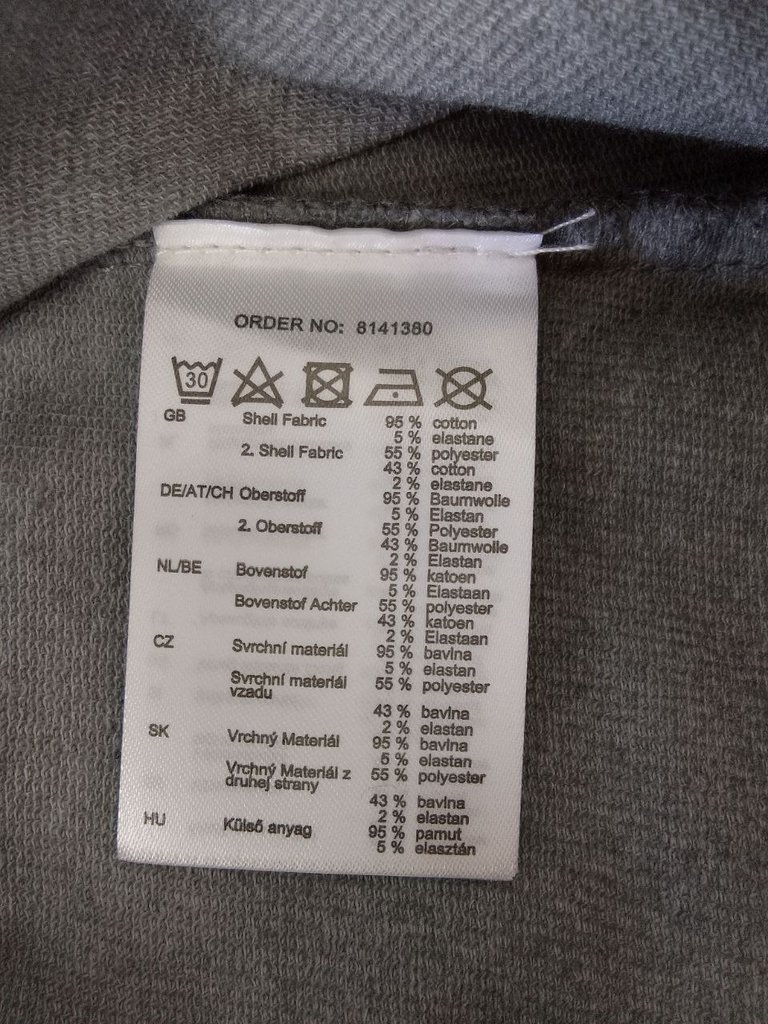 ORDER NO: 8141380
30
GB Shell Fabric 95 % cotton
5 % elastane
2. Shell Fabric 55 % polyester
43 % cotton
2 % elastane
DE/AT/CH Oberstoff 95 % Baumwolle
5 % Elastan
2. Oberstoff 55 % Polyester
43 % Baumwolle
2 % Elastan
NL/BE Bovenstof 95 % katoen
5 % Elastaan
Bovenstof Achter 55 % polyester
43 % katoen
2 % Elastaan
CZ Svrchní materiál 95 % bavlna
5 % elastan
Svrchní materiál 55 % polyester
vzadu
43 % bavlna
2 % elastan
SK Vrchný Materiál 95 % bavlna
5 % elastan
Vrchný Materiál z 55 % polyester
druhej strany
43 % bavlna
2 % elastan
HU Külső anyag 95 % pamut
5 % elasztán